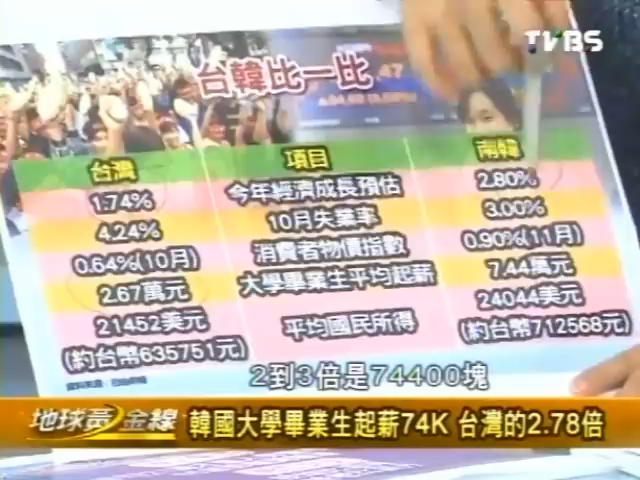 TVBS
台韓比一比
47
台灣 項目 南韓
1.74% 今年經濟成長預估 2.80%
4.24% 10月失業率 3.00%
0.64%(10月) 消費者物價指數 0.90%(11月)
2.67萬元 大學畢業生平均起薪 7.44萬元
21452美元 平均國民所得 24044美元
(約台幣635751元) (約台幣712568元)
2到3倍是74400塊
地球黃金線 韓國大學畢業生起薪74K 台灣的2.78倍